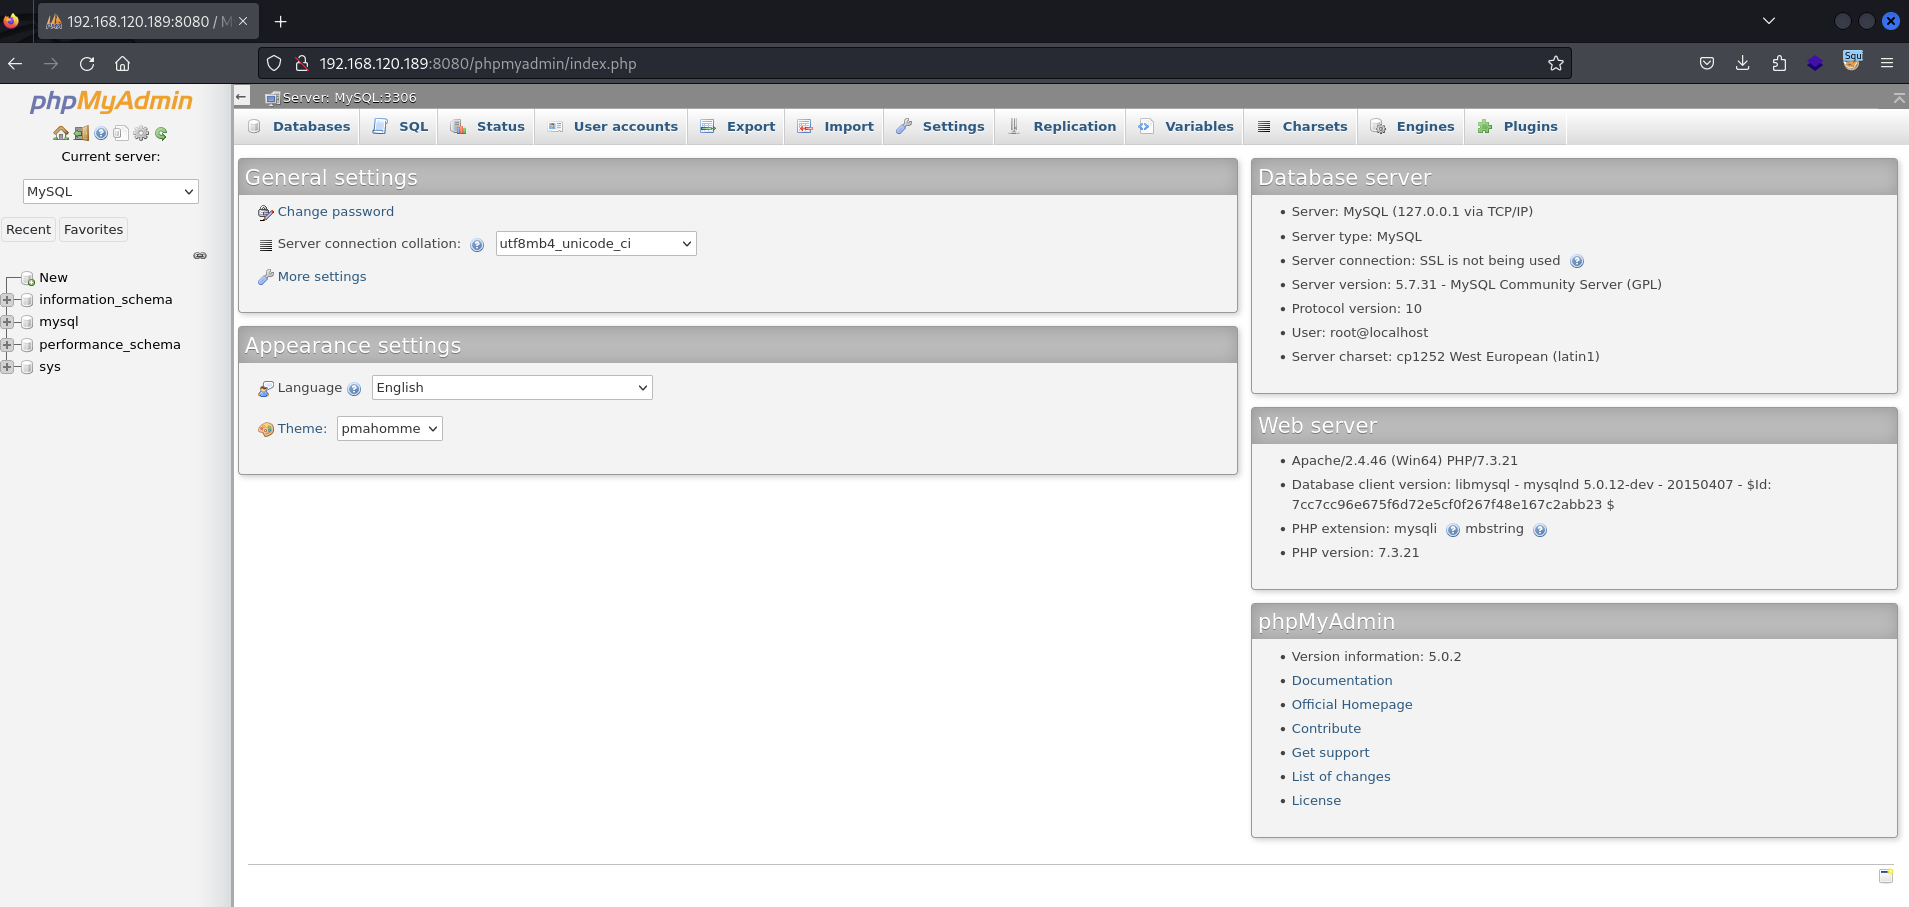 192.168.120.189:8080 / M
192.168.120.189:8080/phpmyadmin/index.php
Squ
phpMyAdmin
Current server:
MySQL
Recent
Favorites
New
information_schema
mysql
performance_schema
sys
Server: MySQL:3306
Databases
SQL
Status
User accounts
Export
Import
Settings
Replication
Variables
Charsets
Engines
Plugins
General settings
Change password
Server connection collation:
utf8mb4_unicode_ci
More settings
Appearance settings
Language
English
Theme:
pmahomme
Database server
• Server: MySQL (127.0.0.1 via TCP/IP)
• Server type: MySQL
• Server connection: SSL is not being used
• Server version: 5.7.31 - MySQL Community Server (GPL)
• Protocol version: 10
• User: root@localhost
• Server charset: cp1252 West European (latin1)
Web server
• Apache/2.4.46 (Win64) PHP/7.3.21
• Database client version: libmysql - mysqlnd 5.0.12-dev - 20150407 - $Id:
7cc7cc96e675f6d72e5cf0f267f48e167c2abb23 $
• PHP extension: mysqli mbstring
• PHP version: 7.3.21
phpMyAdmin
• Version information: 5.0.2
• Documentation
• Official Homepage
• Contribute
• Get support
• List of changes
• License